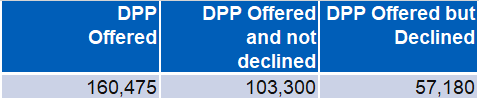 DPP Offered
DPP Offered and not declined
DPP Offered but Declined
160,475 103,300 57,180